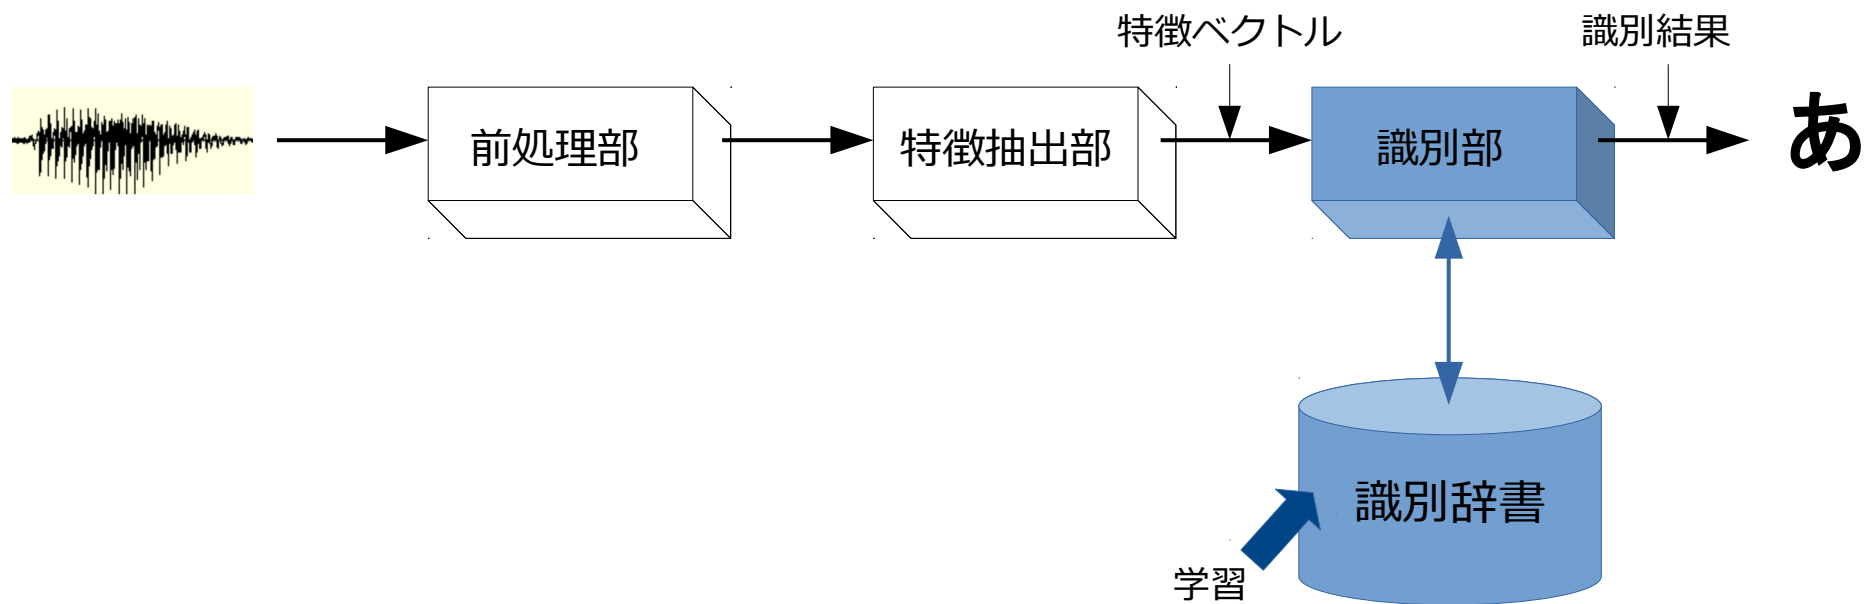 特徴ベクトル
識別結果
前処理部
特徴抽出部
識別部
あ
識別辞書
学習